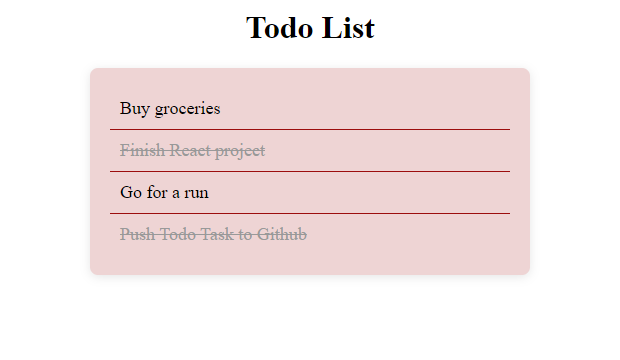 Todo List
Buy groceries
Finish React project
Go for a run
Push Todo Task to Github